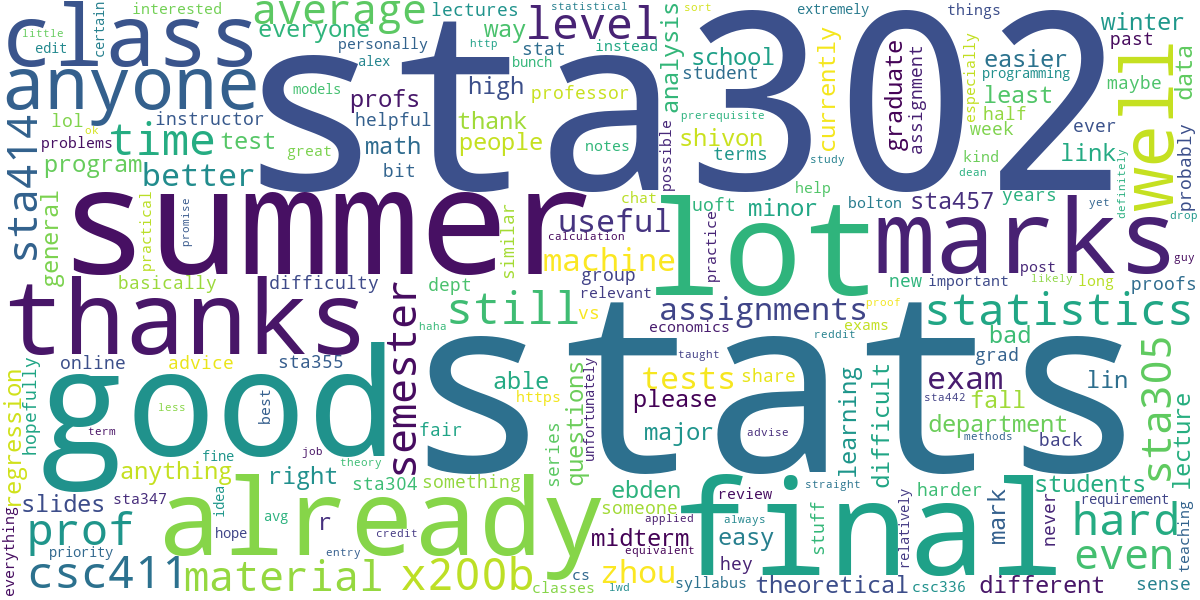 sta302
stats
summer
good
final
already
lot
marks
thanks
class
anyone
well
still
time
average
level
everyone
lectures
way
statistical
sort
extremely
interested
things
winter
past
little
edit
certain
personally
alex
http
bunch
stat
instead
school
student
analysis
currently
graduate
assignment
especially
easier
programming
least
maybe
data
models
profs
high
professor
lol
instructor
helpful
thank
people
math
prerequisite
shivon
terms
half
week
ever
link
probably
ok
problems
test
great
program
better
bit
notes
possible
study
kind
dean
definitely
sta414
general
practical
promise
similar
chat
useful
uoft
minor
help
bolton
sta457
years
yet
drop
calculation
machine
group
practice
post
guy
basically
difficulty
dept
relevant
new
important
likely
long
proofs
haha
vs
assignments
economics
exams
proof
reddit
statistics
bad
online
advice
sta355
semester
able
https
unfortunately
taught
tests
share
please
learning
difficult
exam
grad
lin
sta442
fall
sta305
lecture
regression
hopefully
less
best
term
job
fair
series
questions
major
advise
department
methods
back
fine
anything
right
theory
sta304
something
straight
slides
sta347
idea
ebden
someone
review
stuff
harder
students
requirement
everything
prof
priority
hope
avg
r
credit
midterm
applied
always
equivalent
easy
relatively
mark
never
hard
even
teaching
csc411
material
entry
x200b
classes
cs
lwd
zhou
hey
syllabus
theoretical
csc336
different
sense